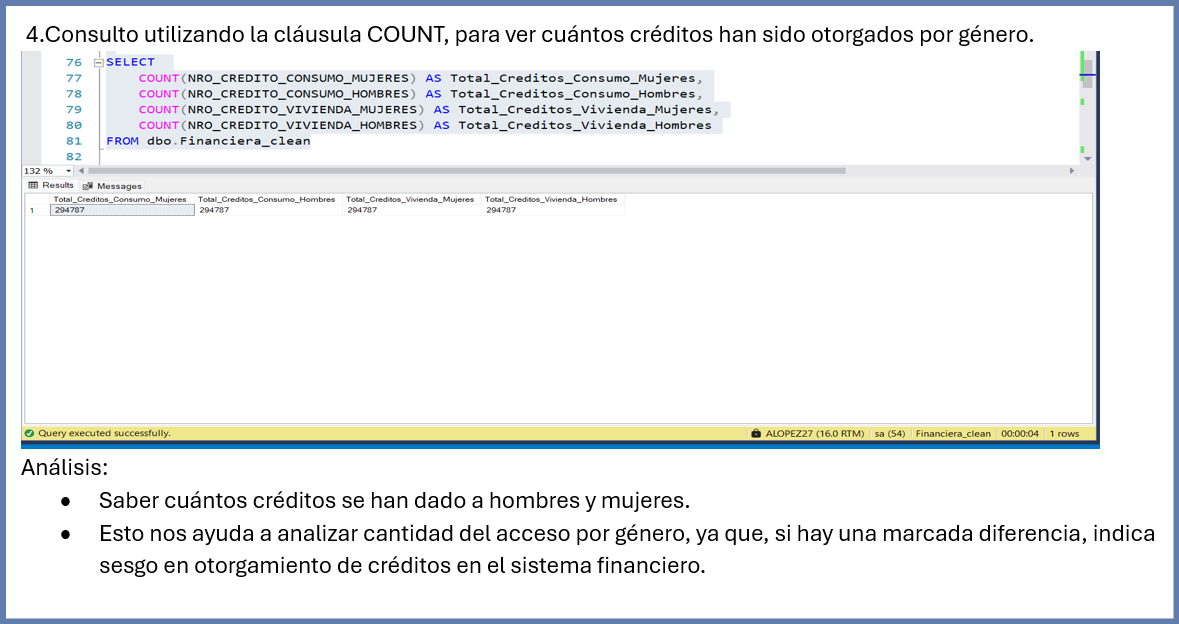 4.Consulto utilizando la cláusula COUNT, para ver cuántos créditos han sido otorgados por género.
76 SELECT
77 COUNT(NRO_CREDITO_CONSUMO_MUJERES) AS Total_Creditos_Consumo_Mujeres,
78 COUNT(NRO_CREDITO_CONSUMO_HOMBRES) AS Total_Creditos_Consumo_Hombres,
79 COUNT(NRO_CREDITO_VIVIENDA_MUJERES) AS Total_Creditos_Vivienda_Mujeres,
80 COUNT(NRO_CREDITO_VIVIENDA_HOMBRES) AS Total_Creditos_Vivienda_Hombres
81 FROM dbo.Financiera_clean
82
132 %
Results Messages
Total_Creditos_Consumo_Mujeres Total_Creditos_Consumo_Hombres Total_Creditos_Vivienda_Mujeres Total_Creditos_Vivienda_Hombres
1 294787 294787 294787 294787
Query executed successfully. ALOPEZ27 (16.0 RTM) sa (54) Financiera_clean 00:00:04 1 rows
Análisis:
● Saber cuántos créditos se han dado a hombres y mujeres.
● Esto nos ayuda a analizar cantidad del acceso por género, ya que, si hay una marcada diferencia, indica
sesgo en otorgamiento de créditos en el sistema financiero.